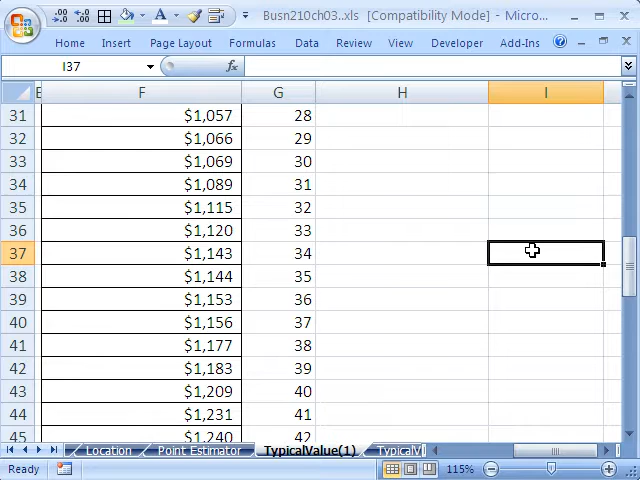 Busn210ch03..xls [Compatibility Mode] - Micro...
Home Insert Page Layout Formulas Data Review View Developer Add-Ins
I37 fx
E F G H I
31 $1,057 28
32 $1,066 29
33 $1,069 30
34 $1,089 31
35 $1,115 32
36 $1,120 33
37 $1,143 34
38 $1,144 35
39 $1,153 36
40 $1,156 37
41 $1,177 38
42 $1,183 39
43 $1,209 40
44 $1,231 41
45 $1,240 42
Location Point Estimator TypicalValue(1) TypicalV
Ready 115%